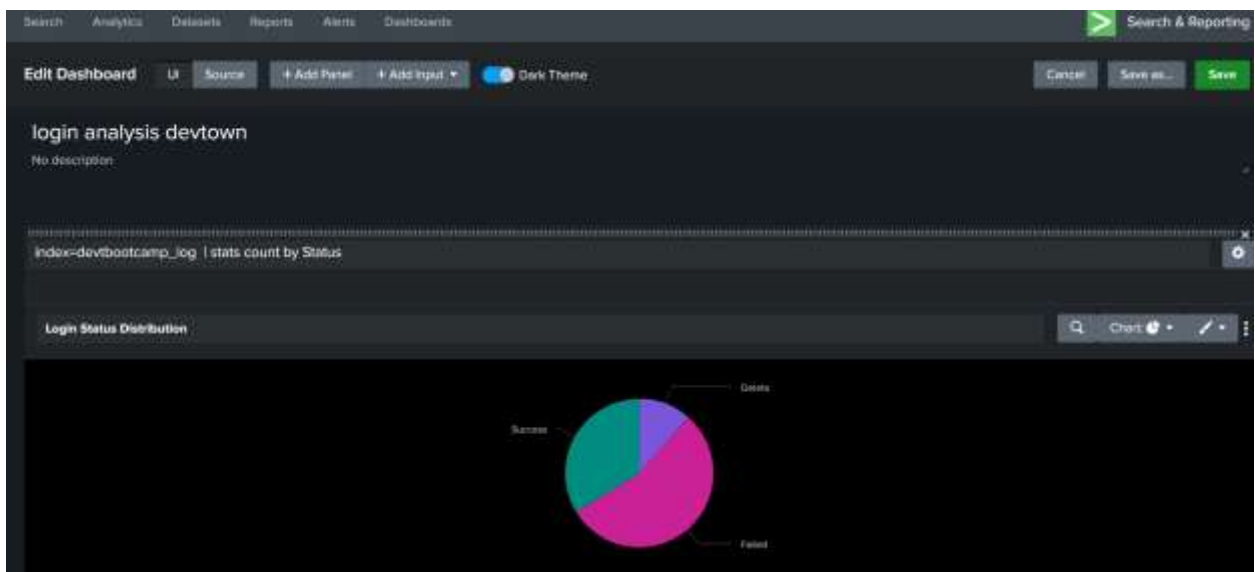 Search Analytics Datasets Reports Alerts Dashboards Search & Reporting
Edit Dashboard UI Source + Add Panel + Add Input Dark Theme Cancel Save as... Save
login analysis devtown
No description
index=devtbootcamp_log | stats count by Status
Login Status Distribution Chart
Delete
Success
Failed